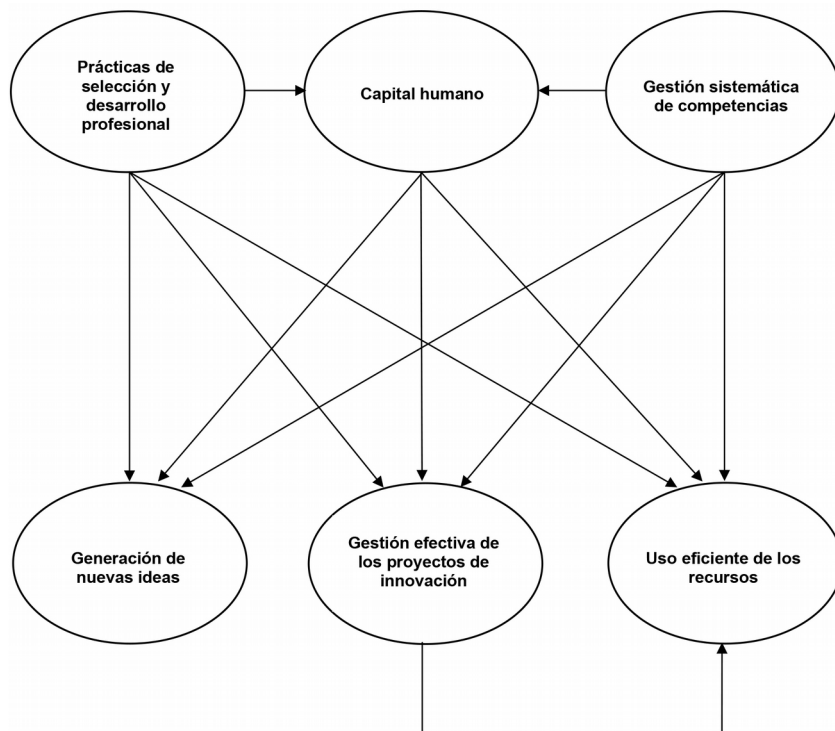 Prácticas de
selección y
desarrollo
profesional
Capital humano
Gestión sistemática
de competencias
Generación de
nuevas ideas
Gestión efectiva de
los proyectos de
innovación
Uso eficiente de los
recursos